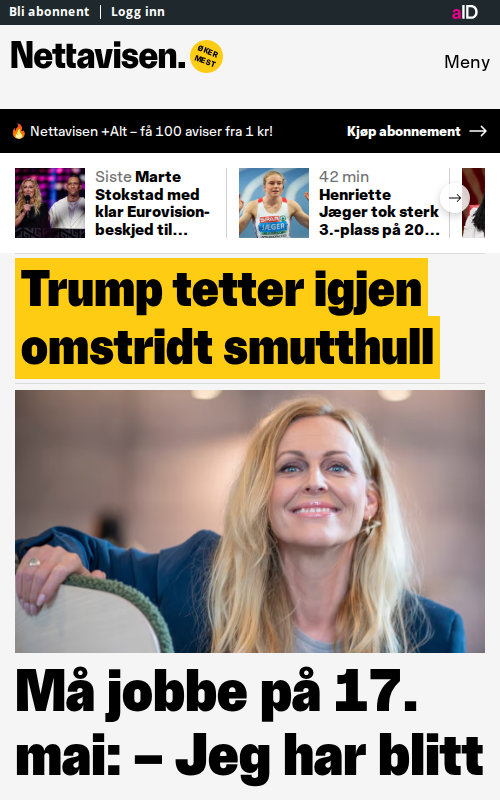 Bli abonnent | Logg inn
aID
Nettavisen.
ØKER
MEST
Meny
Nettavisen +Alt – få 100 aviser fra 1 kr!
Kjøp abonnement
Siste Marte
Stokstad med
klar Eurovision-
beskjed til...
42 min
Henriette
Jæger tok sterk
3.-plass på 20...
JÆGER
Trump tetter igjen
omstridt smutthull
Må jobbe på 17.
mai: – Jeg har blitt